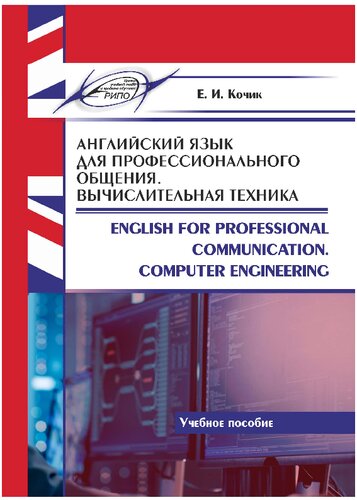 РИПО
Е. И. Кочик
АНГЛИЙСКИЙ ЯЗЫК
ДЛЯ ПРОФЕССИОНАЛЬНОГО
ОБЩЕНИЯ.
ВЫЧИСЛИТЕЛЬНАЯ ТЕХНИКА
ENGLISH FOR PROFESSIONAL
COMMUNICATION.
COMPUTER ENGINEERING
Учебное пособие